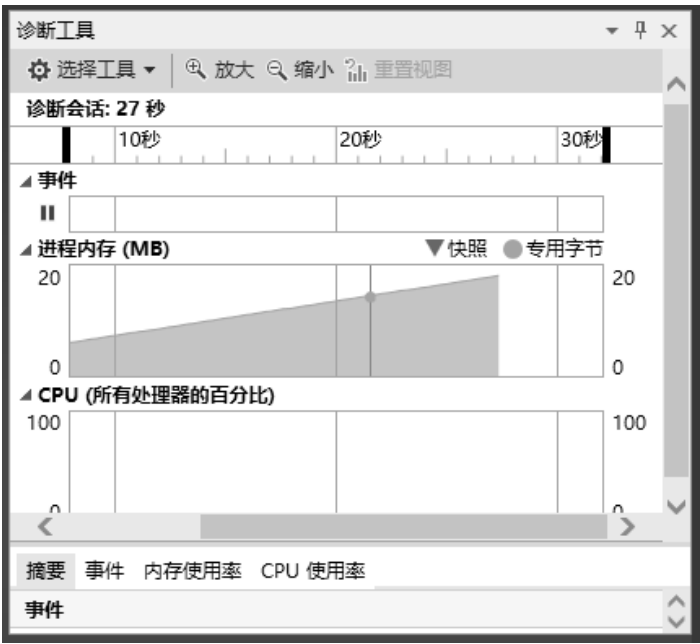 诊断工具
选择工具 放大 缩小 重置视图
诊断会话: 27 秒
10秒 20秒 30秒
事件
进程内存 (MB) 快照 专用字节
20 20
0 0
CPU (所有处理器的百分比)
100 100
0 0
摘要 事件 内存使用率 CPU 使用率
事件